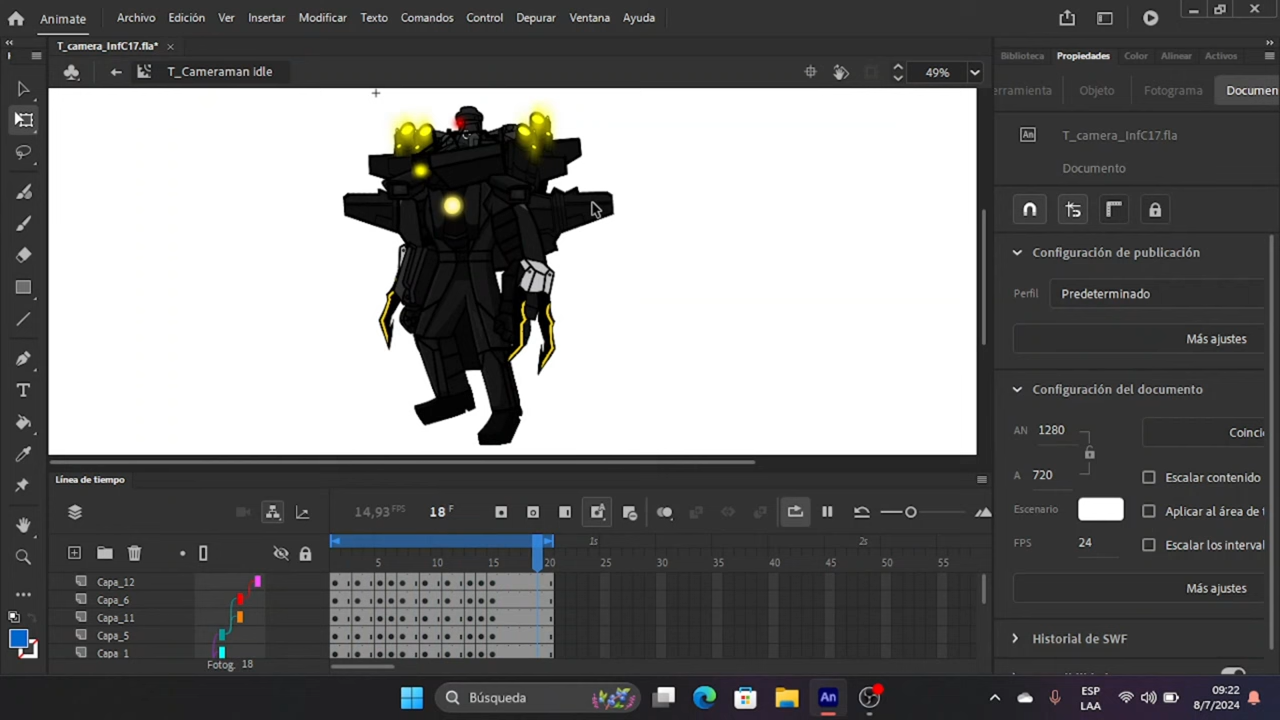 Animate Archivo Edición Ver Insertar Modificar Texto Comandos Control Depurar Ventana Ayuda
T_camera_InfC17.fla*
Biblioteca Propiedades Color Alinear Activos
T_Cameraman idle 49%
erramienta Objeto Fotograma Documen
An T_camera_InfC17.fla
Documento
Configuración de publicación
Perfil Predeterminado
Más ajustes
Configuración del documento
AN 1280 Coincid
A 720 Escalar contenido
Escenario Aplicar al área de t
FPS 24 Escalar los interval
Más ajustes
Historial de SWF
Línea de tiempo
14,93 FPS 18 F
1s 2s
5 10 15 20 25 30 35 40 45 50 55
Capa_12
Capa_6
Capa_11
Capa_5
Capa_1
Fotog. 18
Búsqueda
An
ESP
LAA
09:22
8/7/2024